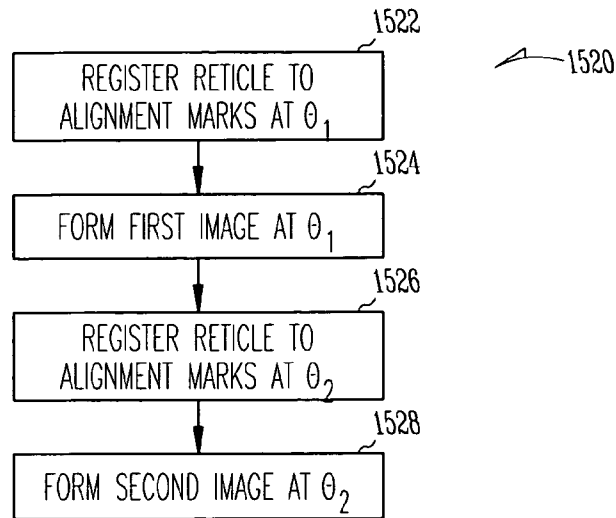 1522
1520
REGISTER RETICLE TO
ALIGNMENT MARKS AT θ₁
1524
FORM FIRST IMAGE AT θ₁
1526
REGISTER RETICLE TO
ALIGNMENT MARKS AT θ₂
1528
FORM SECOND IMAGE AT θ₂